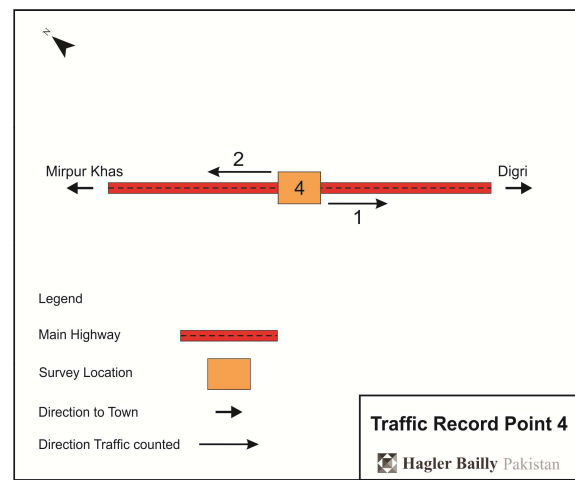 N
2
Mirpur Khas
Digri
4
1
Legend
Main Highway
Survey Location
Direction to Town
Direction Traffic counted
Traffic Record Point 4
Hagler Bailly Pakistan